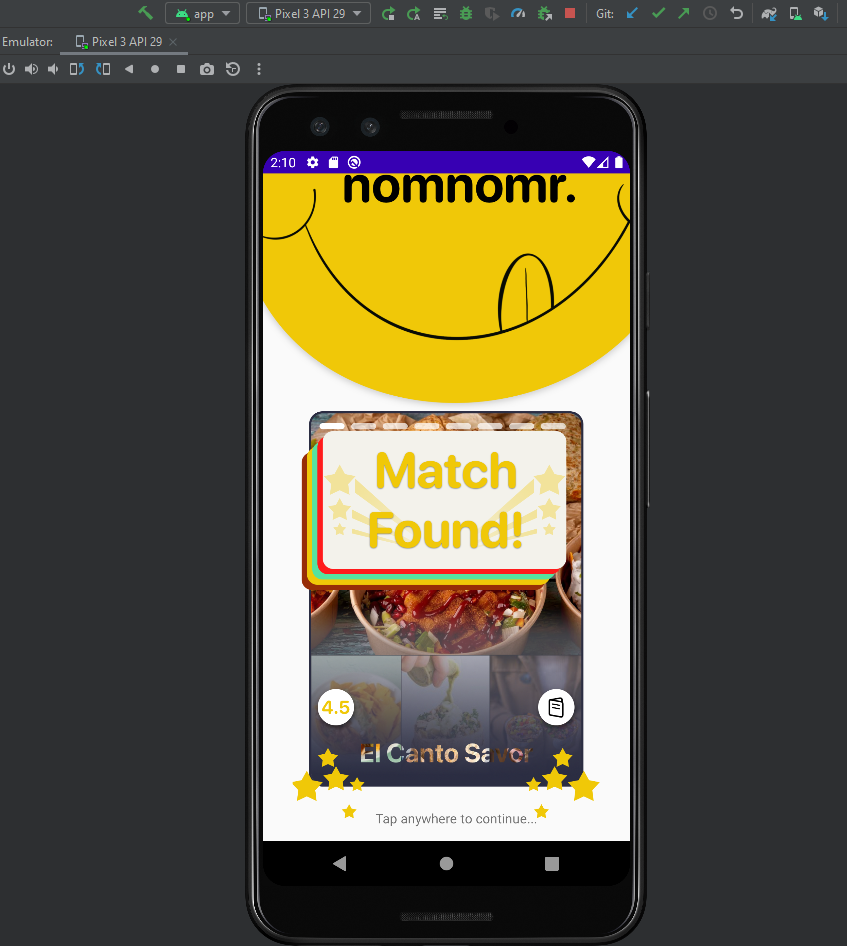 app
Pixel 3 API 29
Git:
Emulator:
Pixel 3 API 29
2:10
nomnomr.
Match
Found!
4.5
El Canto Savor
Tap anywhere to continue...